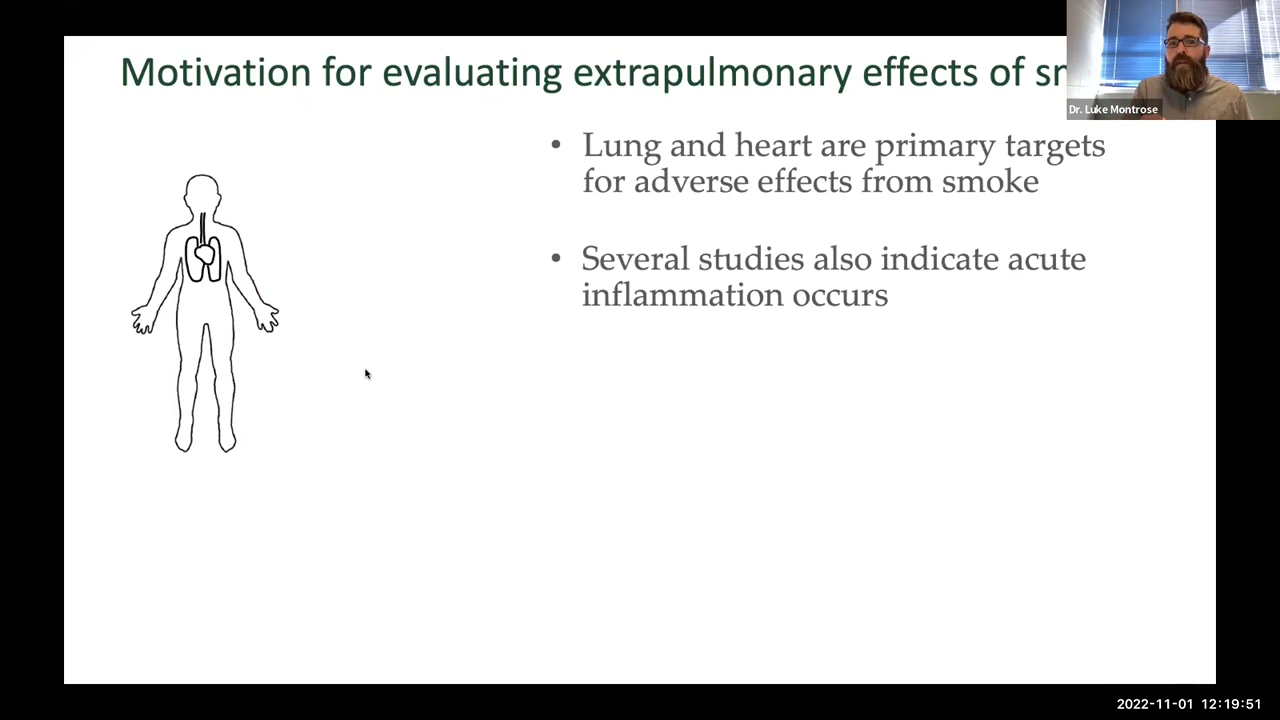 Motivation for evaluating extrapulmonary effects of
Dr. Luke Montrose
• Lung and heart are primary targets
for adverse effects from smoke
• Several studies also indicate acute
inflammation occurs
2022-11-01 12:19:51